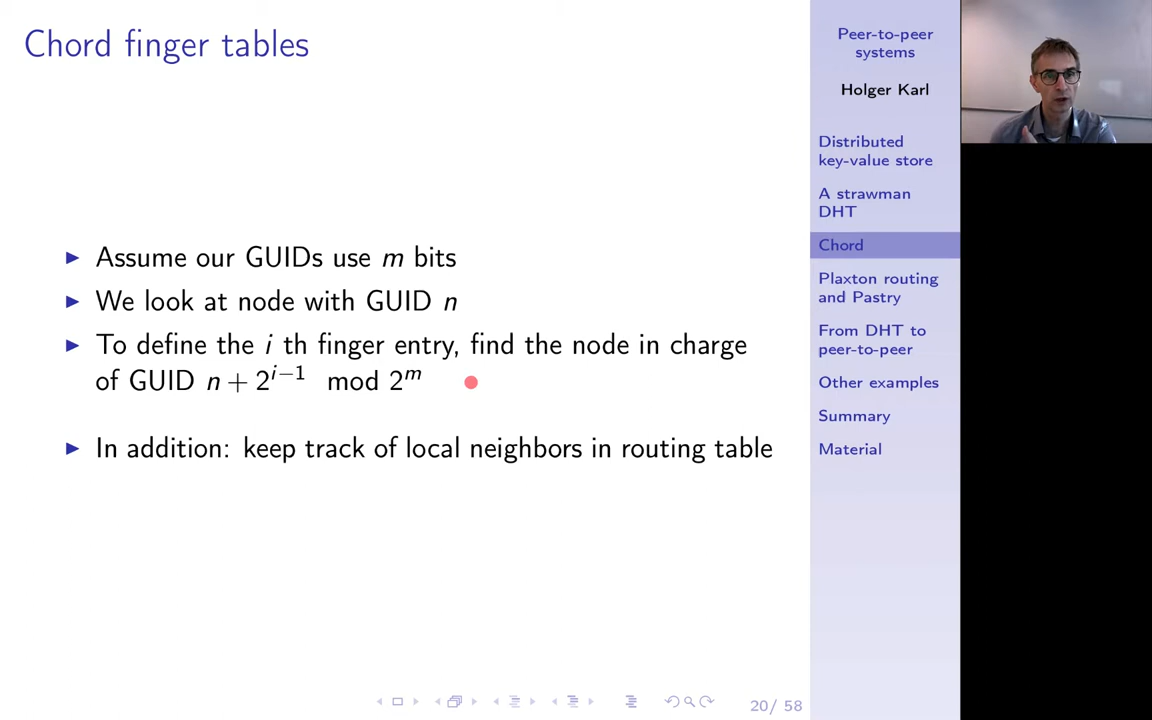 Chord finger tables
▶ Assume our GUIDs use m bits
▶ We look at node with GUID n
▶ To define the i th finger entry, find the node in charge
of GUID n + 2^{i−1} mod 2^m
▶ In addition: keep track of local neighbors in routing table
20/ 58
Peer-to-peer
systems
Holger Karl
Distributed
key-value store
A strawman
DHT
Chord
Plaxton routing
and Pastry
From DHT to
peer-to-peer
Other examples
Summary
Material